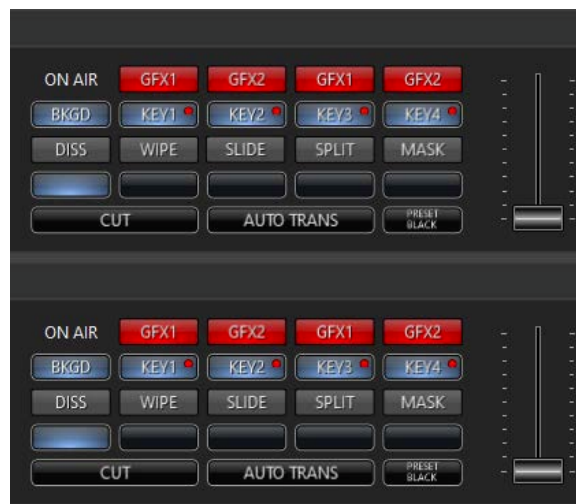 ON AIR GFX1 GFX2 GFX1 GFX2
BKGD KEY1 KEY2 KEY3 KEY4
DISS WIPE SLIDE SPLIT MASK
CUT AUTO TRANS PRESET BLACK
ON AIR GFX1 GFX2 GFX1 GFX2
BKGD KEY1 KEY2 KEY3 KEY4
DISS WIPE SLIDE SPLIT MASK
CUT AUTO TRANS PRESET BLACK